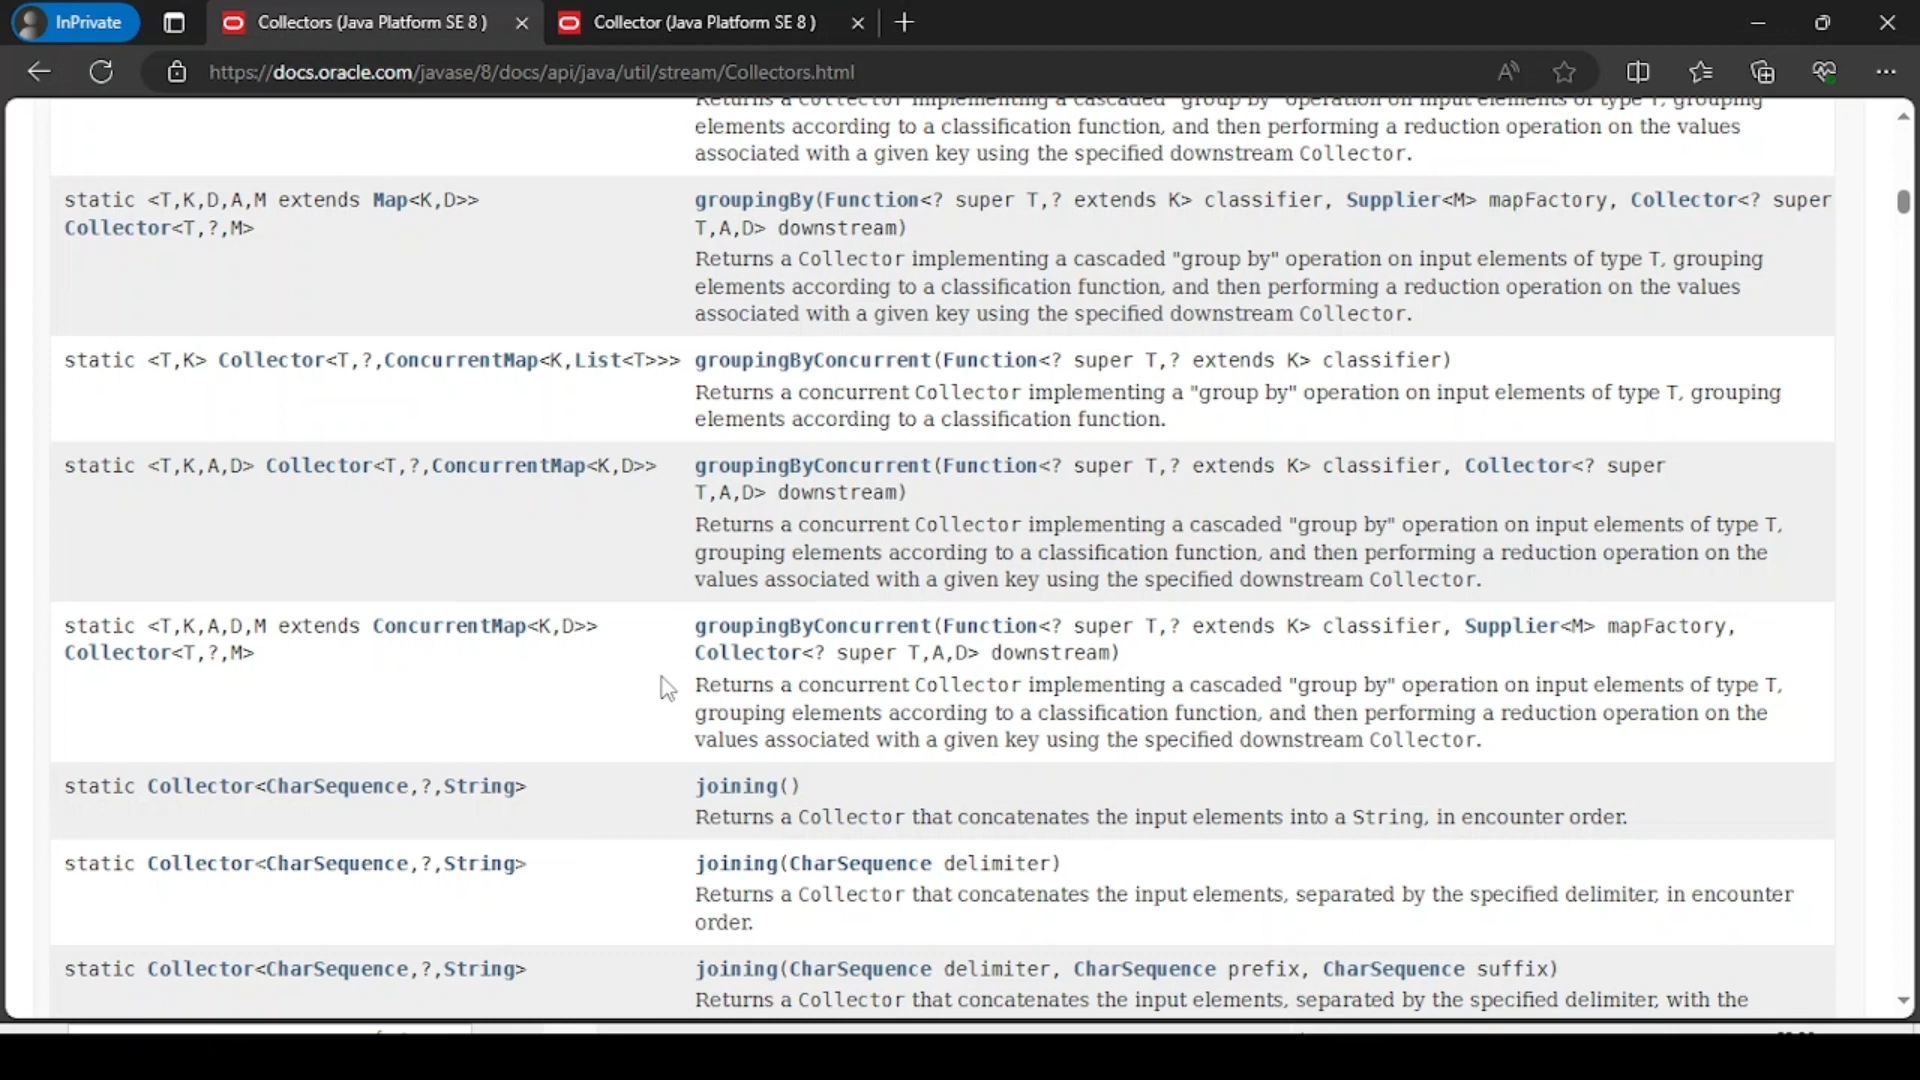 InPrivate
Collectors (Java Platform SE 8 )
Collector (Java Platform SE 8 )
https://docs.oracle.com/javase/8/docs/api/java/util/stream/Collectors.html
Returns a Collector implementing a cascaded "group by" operation on input elements of type T, grouping
elements according to a classification function, and then performing a reduction operation on the values
associated with a given key using the specified downstream Collector.
static <T,K,D,A,M extends Map<K,D>>
Collector<T,?,M>
groupingBy(Function<? super T,? extends K> classifier, Supplier<M> mapFactory, Collector<? super
T,A,D> downstream)
Returns a Collector implementing a cascaded "group by" operation on input elements of type T, grouping
elements according to a classification function, and then performing a reduction operation on the values
associated with a given key using the specified downstream Collector.
static <T,K> Collector<T,?,ConcurrentMap<K,List<T>>>
groupingByConcurrent(Function<? super T,? extends K> classifier)
Returns a concurrent Collector implementing a "group by" operation on input elements of type T, grouping
elements according to a classification function.
static <T,K,A,D> Collector<T,?,ConcurrentMap<K,D>>
groupingByConcurrent(Function<? super T,? extends K> classifier, Collector<? super
T,A,D> downstream)
Returns a concurrent Collector implementing a cascaded "group by" operation on input elements of type T,
grouping elements according to a classification function, and then performing a reduction operation on the
values associated with a given key using the specified downstream Collector.
static <T,K,A,D,M extends ConcurrentMap<K,D>>
Collector<T,?,M>
groupingByConcurrent(Function<? super T,? extends K> classifier, Supplier<M> mapFactory,
Collector<? super T,A,D> downstream)
Returns a concurrent Collector implementing a cascaded "group by" operation on input elements of type T,
grouping elements according to a classification function, and then performing a reduction operation on the
values associated with a given key using the specified downstream Collector.
static Collector<CharSequence,?,String>
joining()
Returns a Collector that concatenates the input elements into a String, in encounter order.
static Collector<CharSequence,?,String>
joining(CharSequence delimiter)
Returns a Collector that concatenates the input elements, separated by the specified delimiter, in encounter
order.
static Collector<CharSequence,?,String>
joining(CharSequence delimiter, CharSequence prefix, CharSequence suffix)
Returns a Collector that concatenates the input elements, separated by the specified delimiter, with the